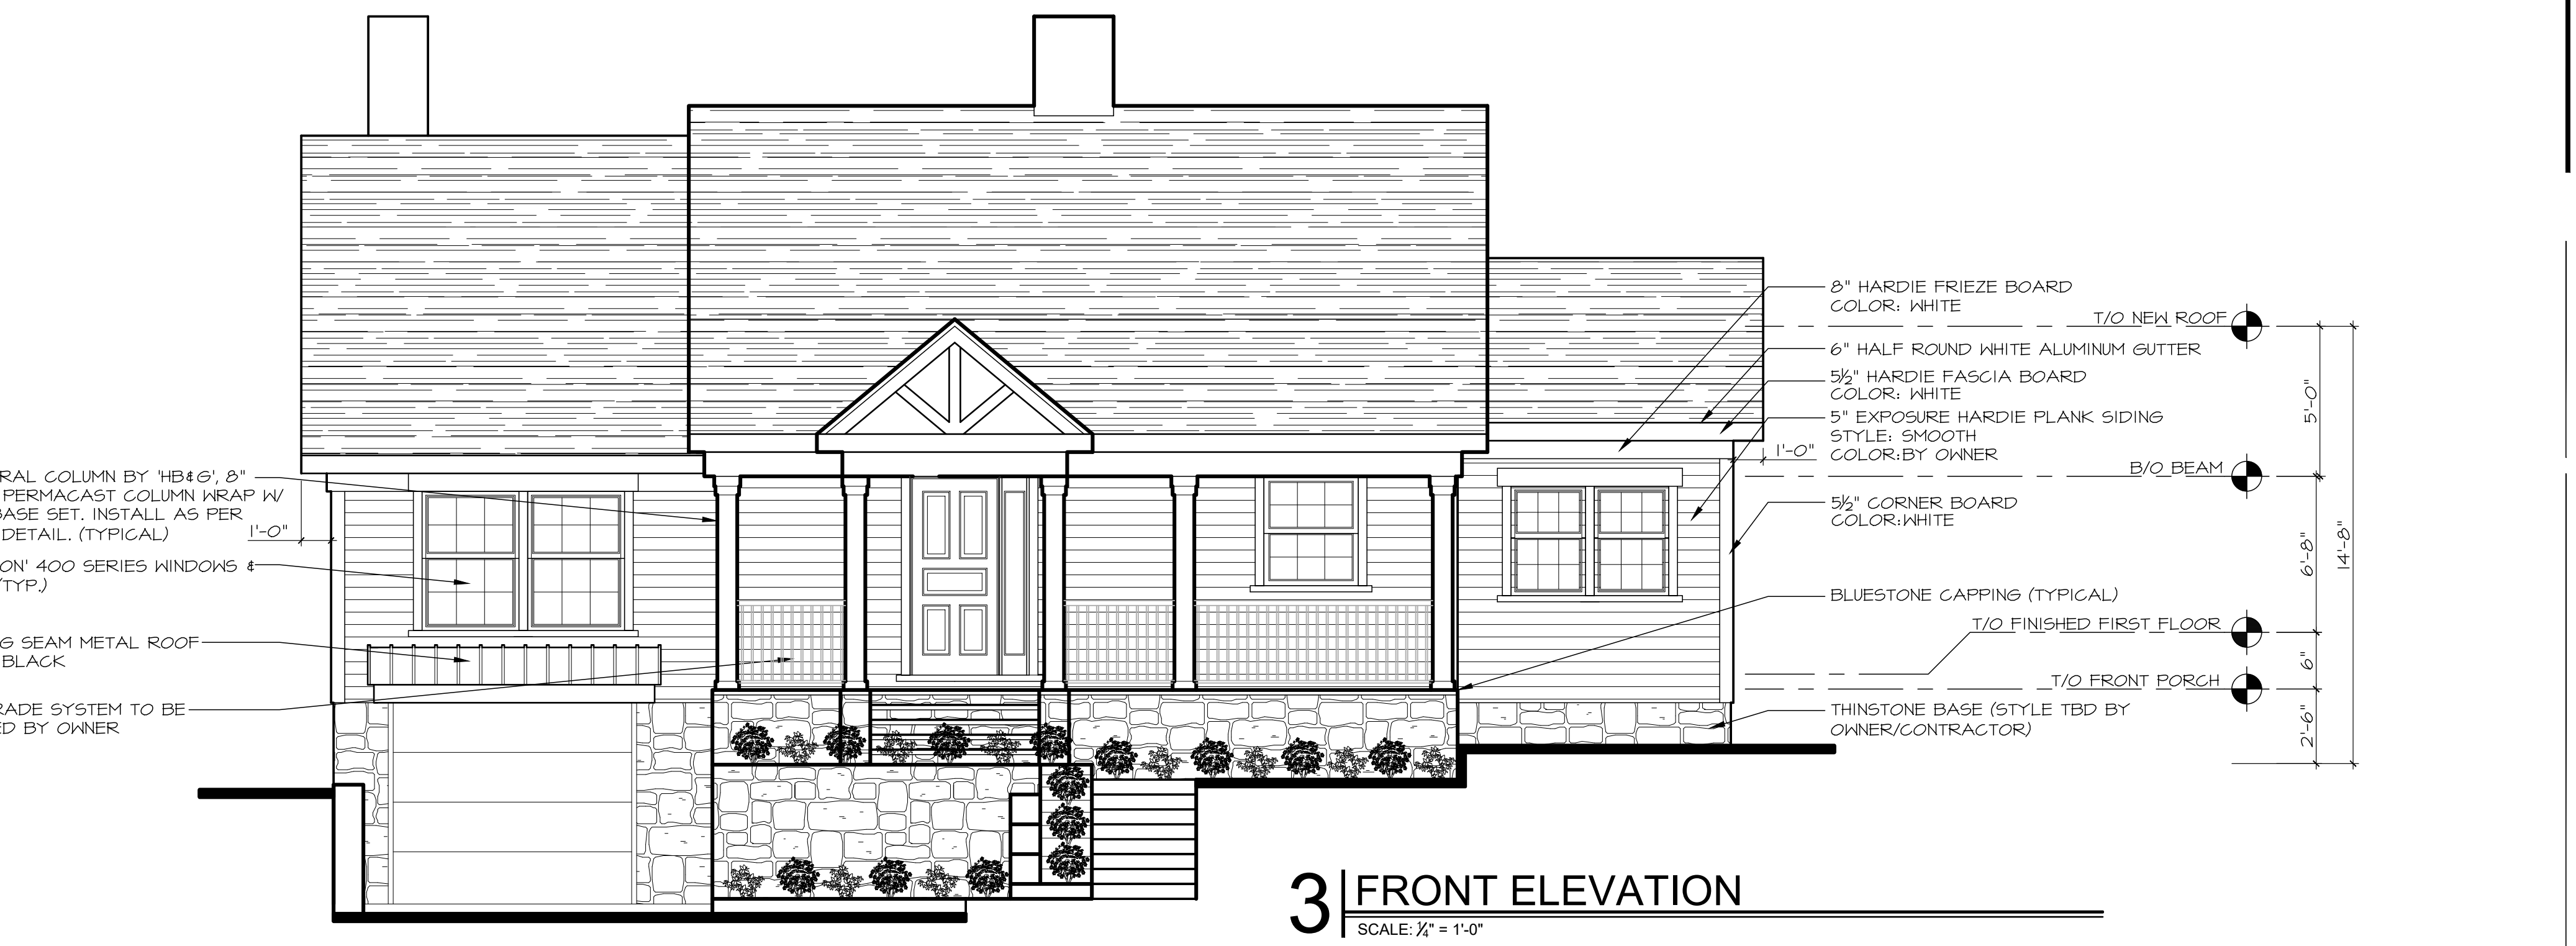 RAL COLUMN BY 'HB&G', 8"
PERMACAST COLUMN WRAP W/
BASE SET. INSTALL AS PER
DETAIL. (TYPICAL)
1'-0"
ON' 400 SERIES WINDOWS &
TYP.)
G SEAM METAL ROOF
BLACK
RADE SYSTEM TO BE
ED BY OWNER
8" HARDIE FRIEZE BOARD
COLOR: WHITE
T/O NEW ROOF
6" HALF ROUND WHITE ALUMINUM GUTTER
5½" HARDIE FASCIA BOARD
COLOR: WHITE
5" EXPOSURE HARDIE PLANK SIDING
STYLE: SMOOTH
COLOR:BY OWNER
1'-0"
B/O BEAM
5½" CORNER BOARD
COLOR:WHITE
BLUESTONE CAPPING (TYPICAL)
T/O FINISHED FIRST FLOOR
T/O FRONT PORCH
THINSTONE BASE (STYLE TBD BY
OWNER/CONTRACTOR)
5'-0"
6'-8"
6"
2'-6"
14'-8"
3 FRONT ELEVATION
SCALE: ¼" = 1'-0"